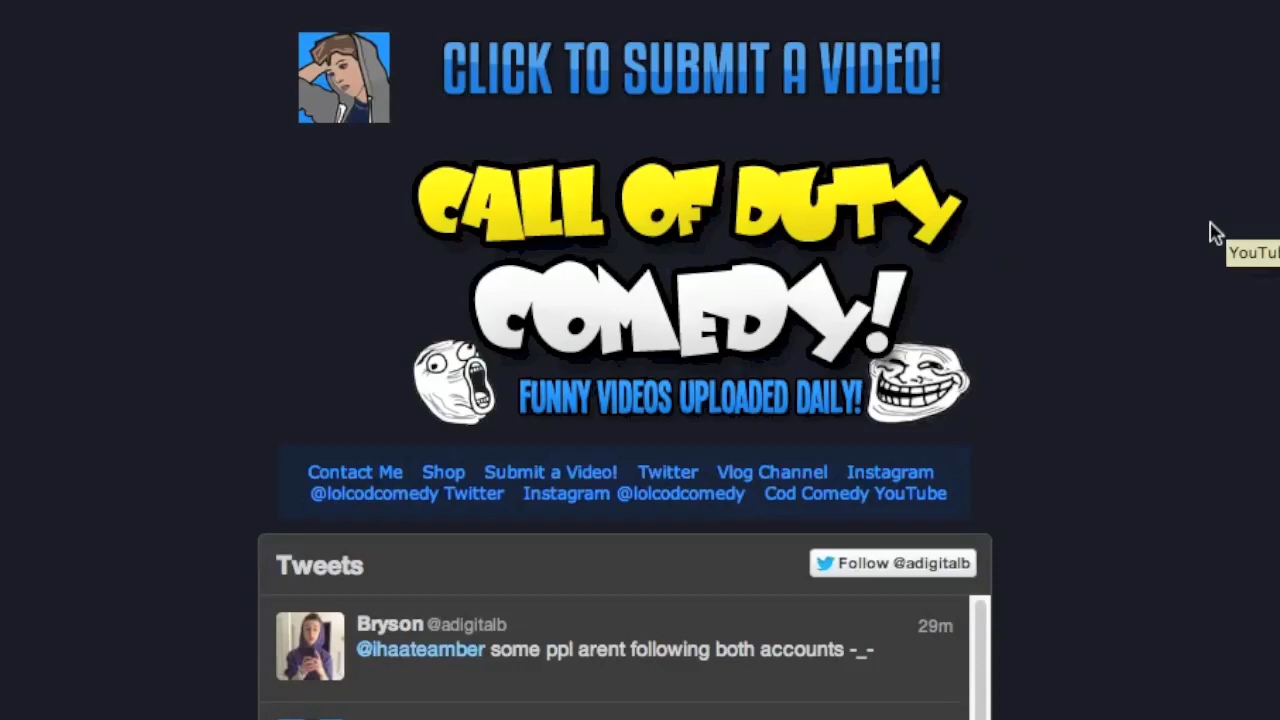 CLICK TO SUBMIT A VIDEO!
CALL OF DUTY
COMEDY!
FUNNY VIDEOS UPLOADED DAILY!
Contact Me Shop Submit a Video! Twitter Vlog Channel Instagram
@lolcodcomedy Twitter Instagram @lolcodcomedy Cod Comedy YouTube
Tweets
Follow @adigitalb
Bryson @adigitalb 29m
@ihaateamber some ppl arent following both accounts -_-